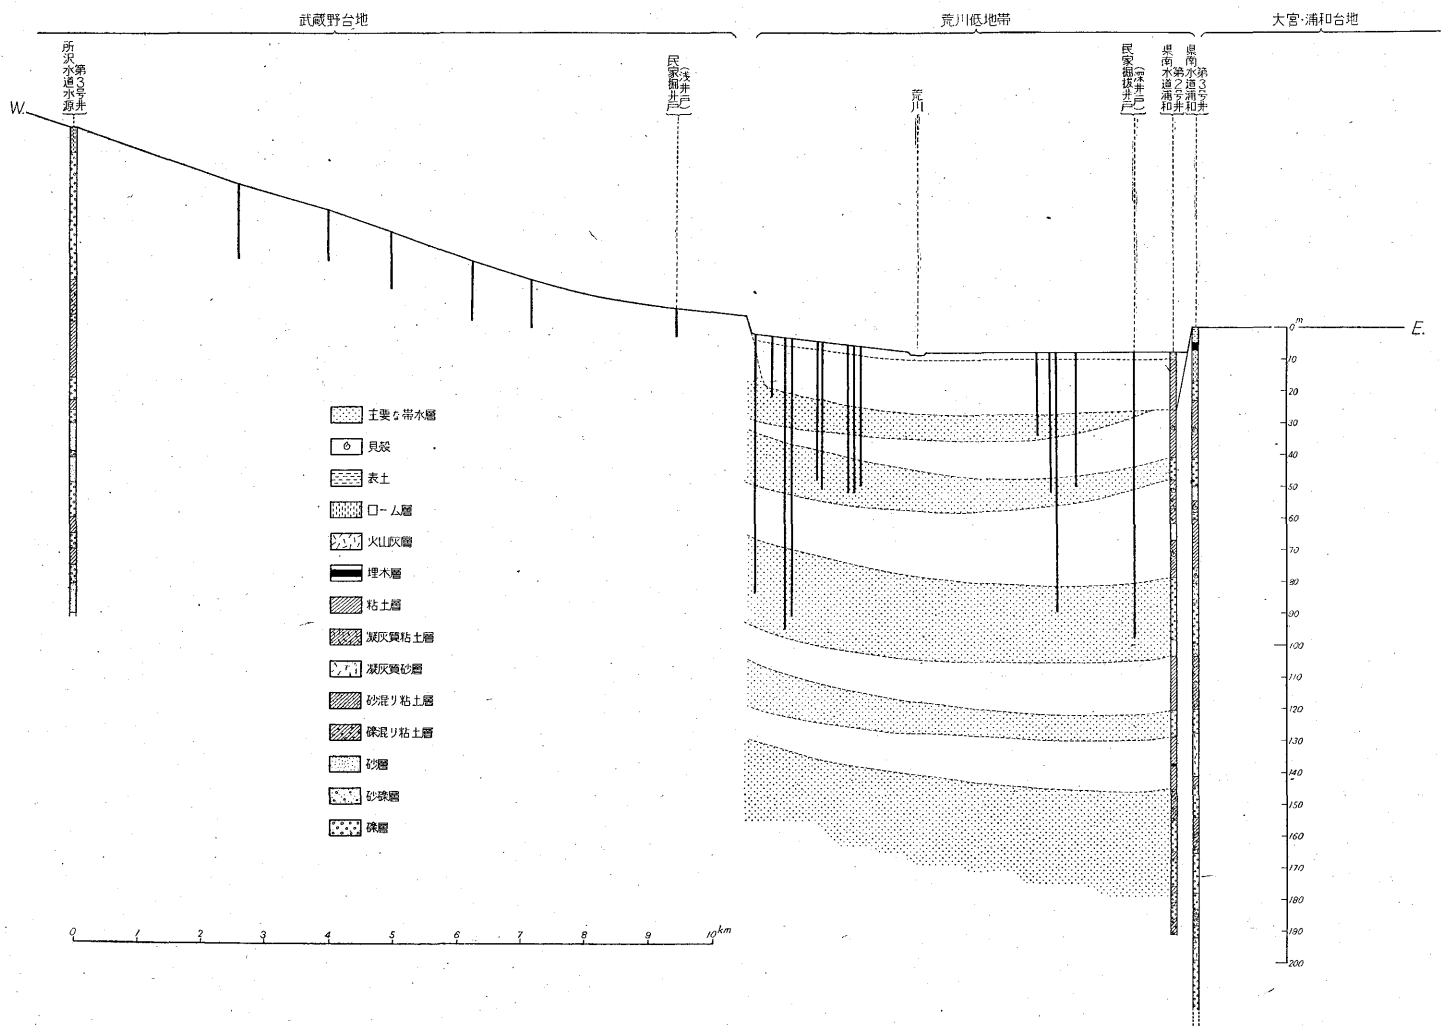 武蔵野台地
荒川低地帯
大宮・浦和台地
所沢水道水源
第3号井
民家掘井戸
(浅井戸)
荒川
民家掘抜井戸
(深井戸)
県南水道浦和
第2号井
県南水道浦和
第3号井
W.
E.
0m
10
20
30
40
50
60
70
80
90
100
110
120
130
140
150
160
170
180
190
200
主要な帯水層
貝殻
表土
ローム層
火山灰層
埋木層
粘土層
凝灰質粘土層
凝灰質砂層
砂混リ粘土層
礫混リ粘土層
砂層
砂礫層
礫層
0 1 2 3 4 5 6 7 8 9 10km